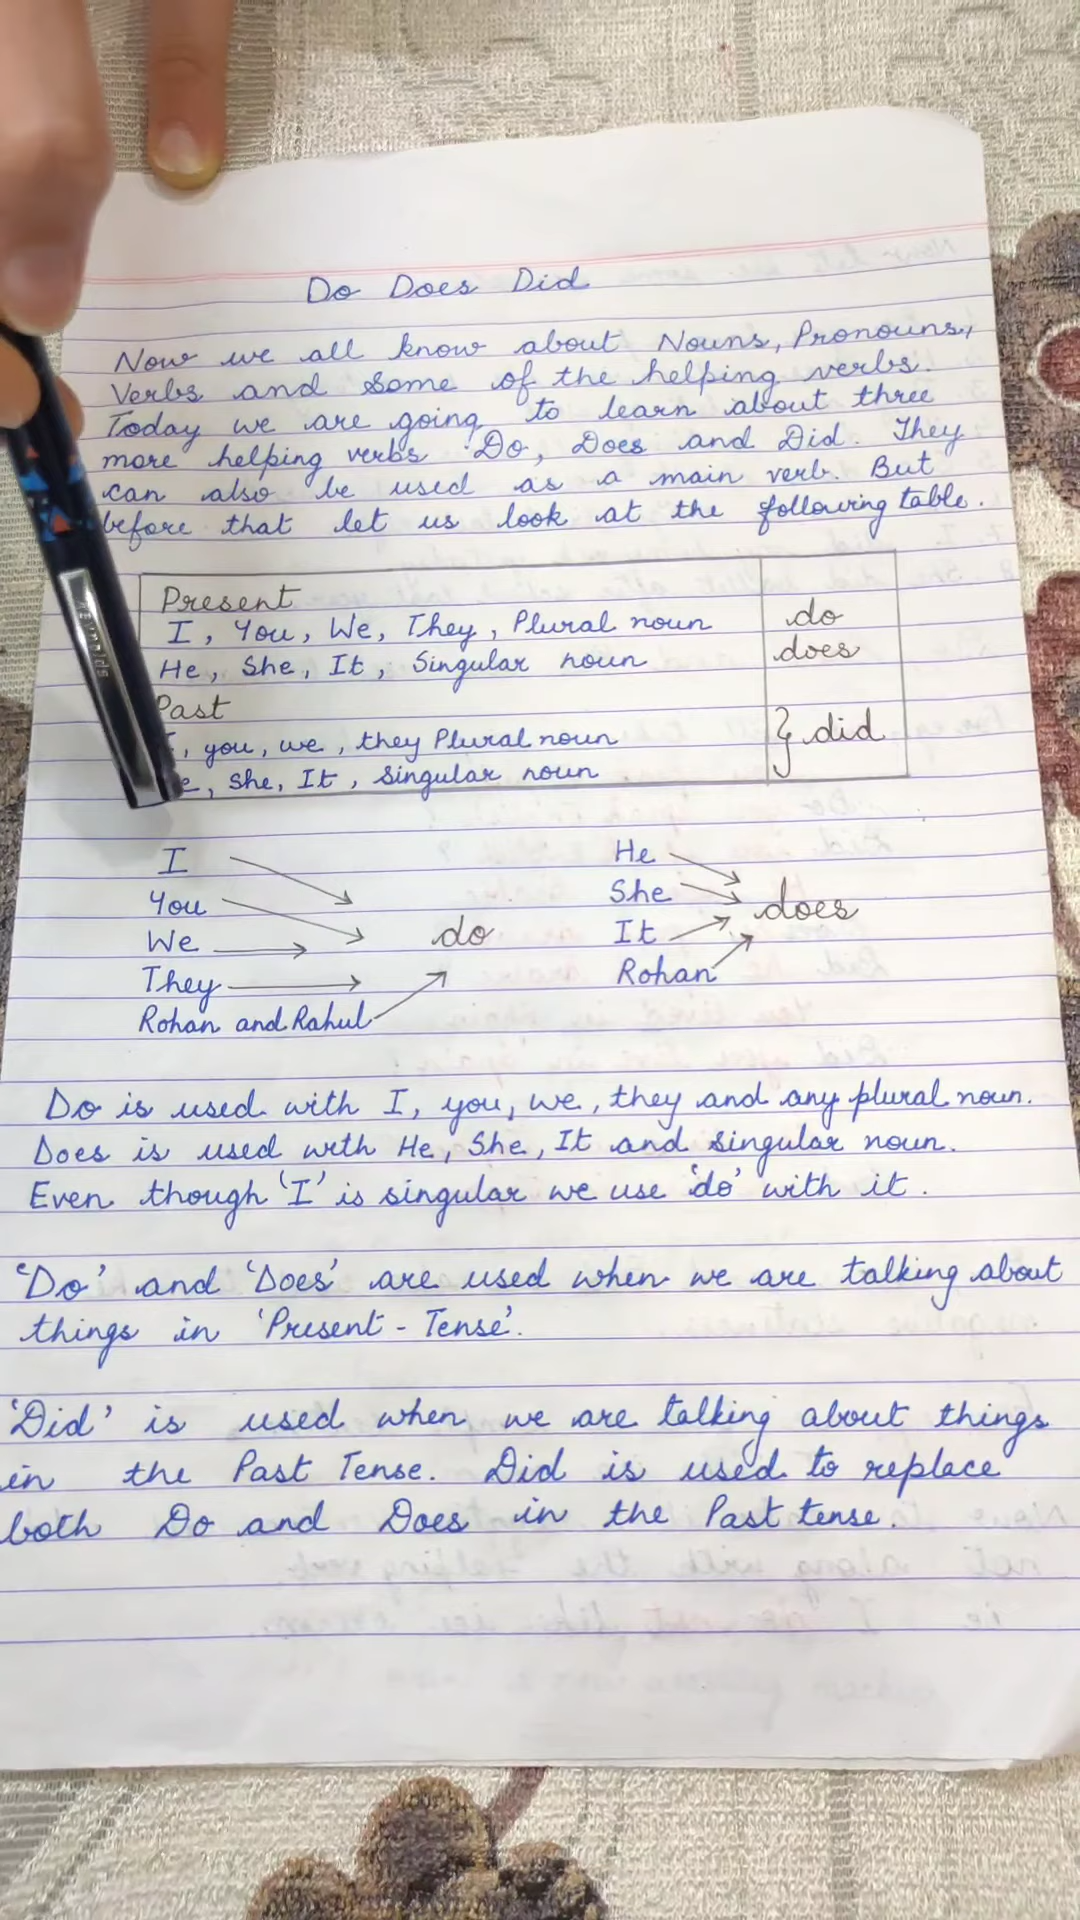 Do Does Did
Now we all know about Nouns, Pronouns,
Verbs and some of the helping verbs.
Today we are going to learn about three
more helping verbs Do, Does and Did. They
can also be used as a main verb. But
before that let us look at the following table.
Present
I, You, We, They, Plural noun do
He, She, It, Singular noun does
Past
, you, we, they Plural noun } did
e, she, It, singular noun
I
You
We
They
Rohan and Rahul
do
He
She
It
Rohan
does
Do is used with I, you, we, they and any plural noun.
Does is used with He, She, It and singular noun.
Even though 'I' is singular we use 'do' with it.
'Do' and 'Does' are used when we are talking about
things in 'Present - Tense'.
'Did' is used when we are talking about things
in the Past Tense. Did is used to replace
both Do and Does in the Past tense.
Reynolds